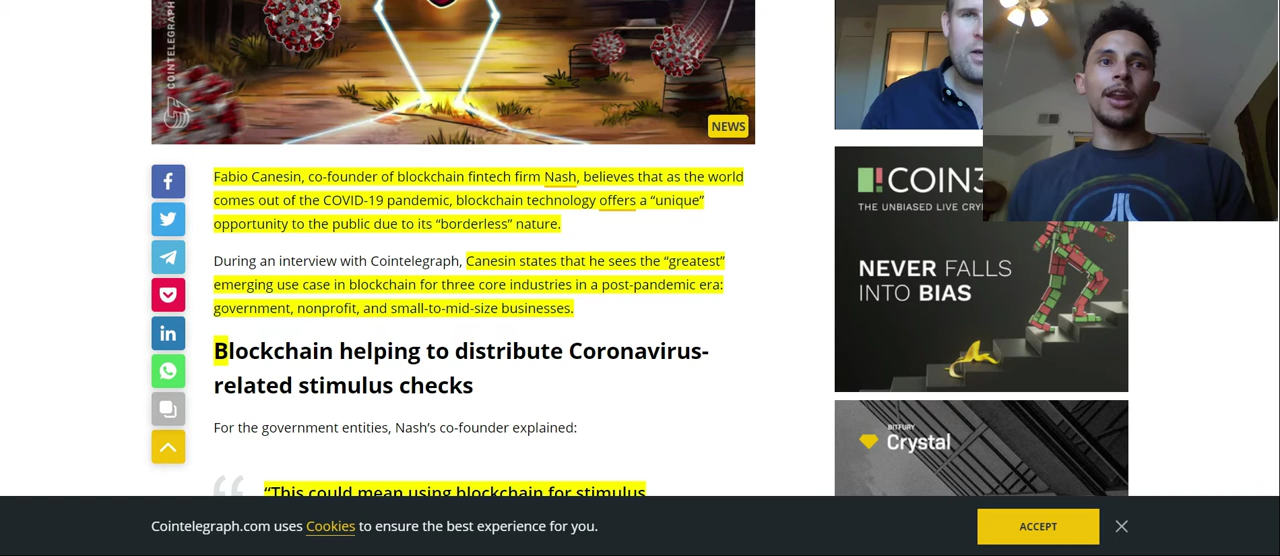 COINTELEGRAPH
NEWS
Fabio Canesin, co-founder of blockchain fintech firm Nash, believes that as the world
comes out of the COVID-19 pandemic, blockchain technology offers a “unique”
opportunity to the public due to its “borderless” nature.
During an interview with Cointelegraph, Canesin states that he sees the “greatest”
emerging use case in blockchain for three core industries in a post-pandemic era:
government, nonprofit, and small-to-mid-size businesses.
Blockchain helping to distribute Coronavirus-
related stimulus checks
For the government entities, Nash’s co-founder explained:
“This could mean using blockchain for stimulus
COIN3
THE UNBIASED LIVE CRY
NEVER FALLS
INTO BIAS
BITFURY
Crystal
Cointelegraph.com uses Cookies to ensure the best experience for you.
ACCEPT